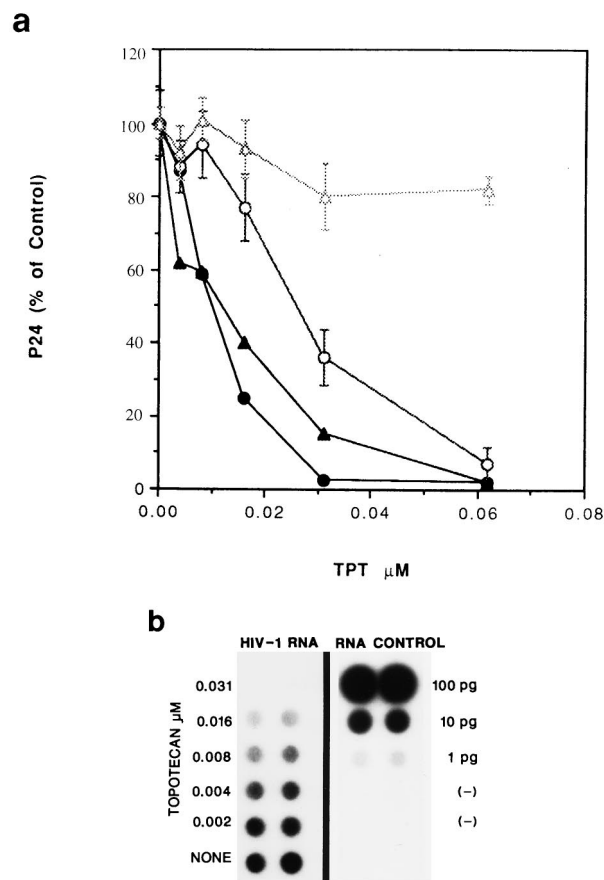 a
120
100
80
60
40
20
0
P24 (% of Control)
0.00 0.02 0.04 0.06 0.08
TPT µM
b
HIV-1 RNA RNA CONTROL
TOPOTECAN µM
0.031 100 pg
0.016 10 pg
0.008 1 pg
0.004 (-)
0.002 (-)
NONE